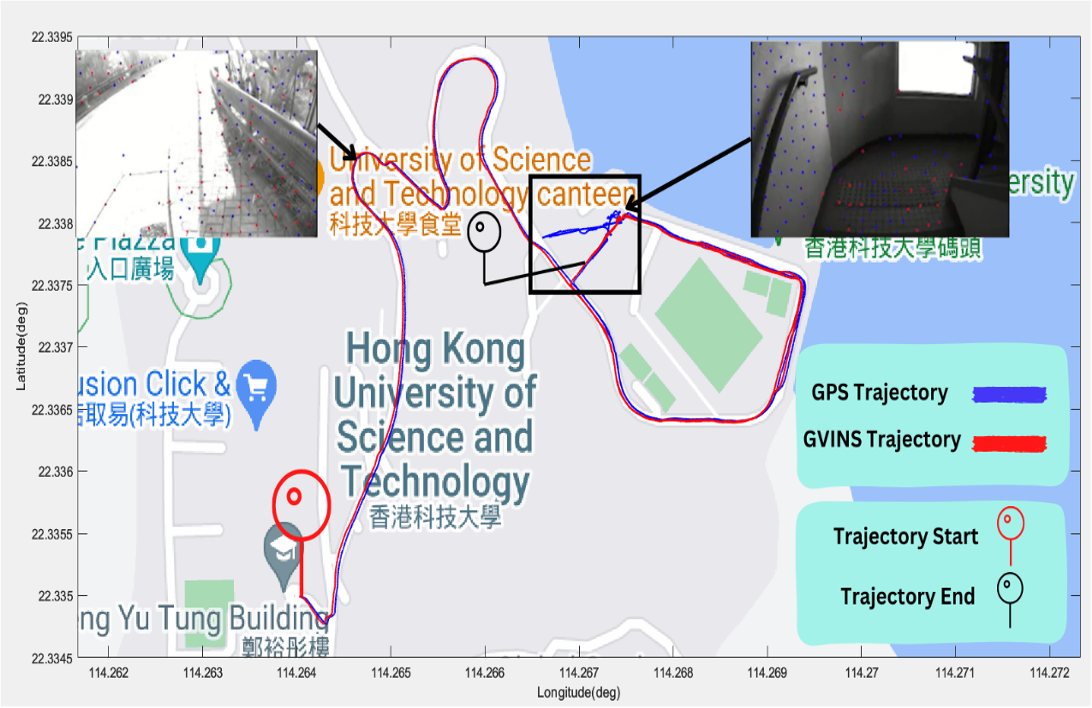 22.3395
22.339
22.3385
22.338
22.3375
22.337
22.3365
22.336
22.3355
22.335
22.3345
Latitude(deg)
114.262
114.263
114.264
114.265
114.266
114.267
114.268
114.269
114.27
114.271
114.272
Longitude(deg)
University of Science
and Technology canteen
科技大學食堂
ersity
香港科技大學碼頭
e Piazza
入口廣場
usion Click &
取易(科技大學)
Hong Kong
University of
Science and
Technology
香港科技大學
eng Yu Tung Building
鄭裕彤樓
GPS Trajectory
GVINS Trajectory
Trajectory Start
Trajectory End